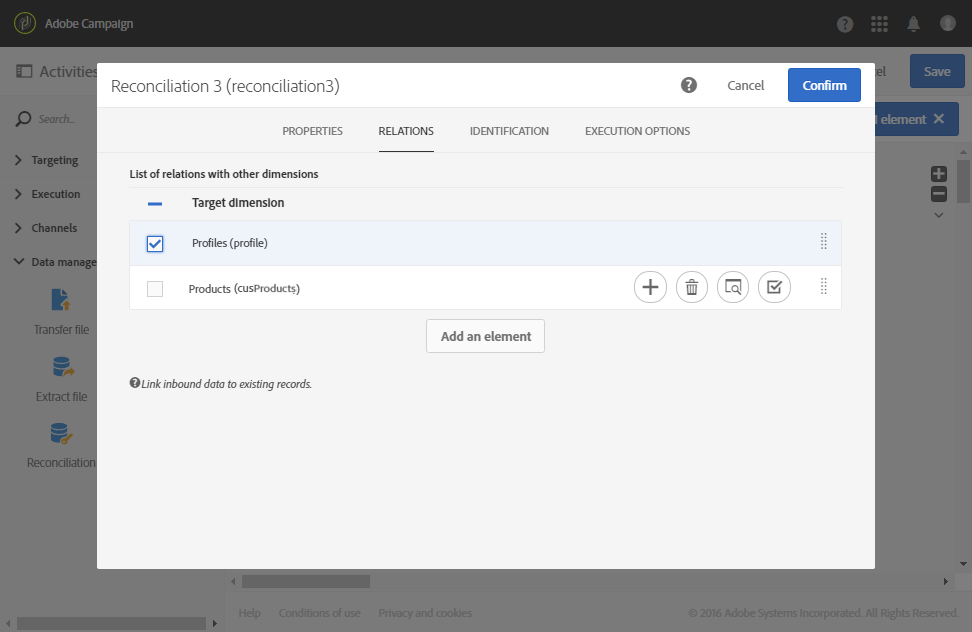 Adobe Campaign
Activities
Save
Search...
element
Targeting
Execution
Channels
Data manage
Transfer file
Extract file
Reconciliation
Reconciliation 3 (reconciliation3)
Cancel
Confirm
PROPERTIES
RELATIONS
IDENTIFICATION
EXECUTION OPTIONS
List of relations with other dimensions
Target dimension
Profiles (profile)
Products (cusProducts)
Add an element
Link inbound data to existing records.
Help
Conditions of use
Privacy and cookies
© 2016 Adobe Systems Incorporated. All Rights Reserved.